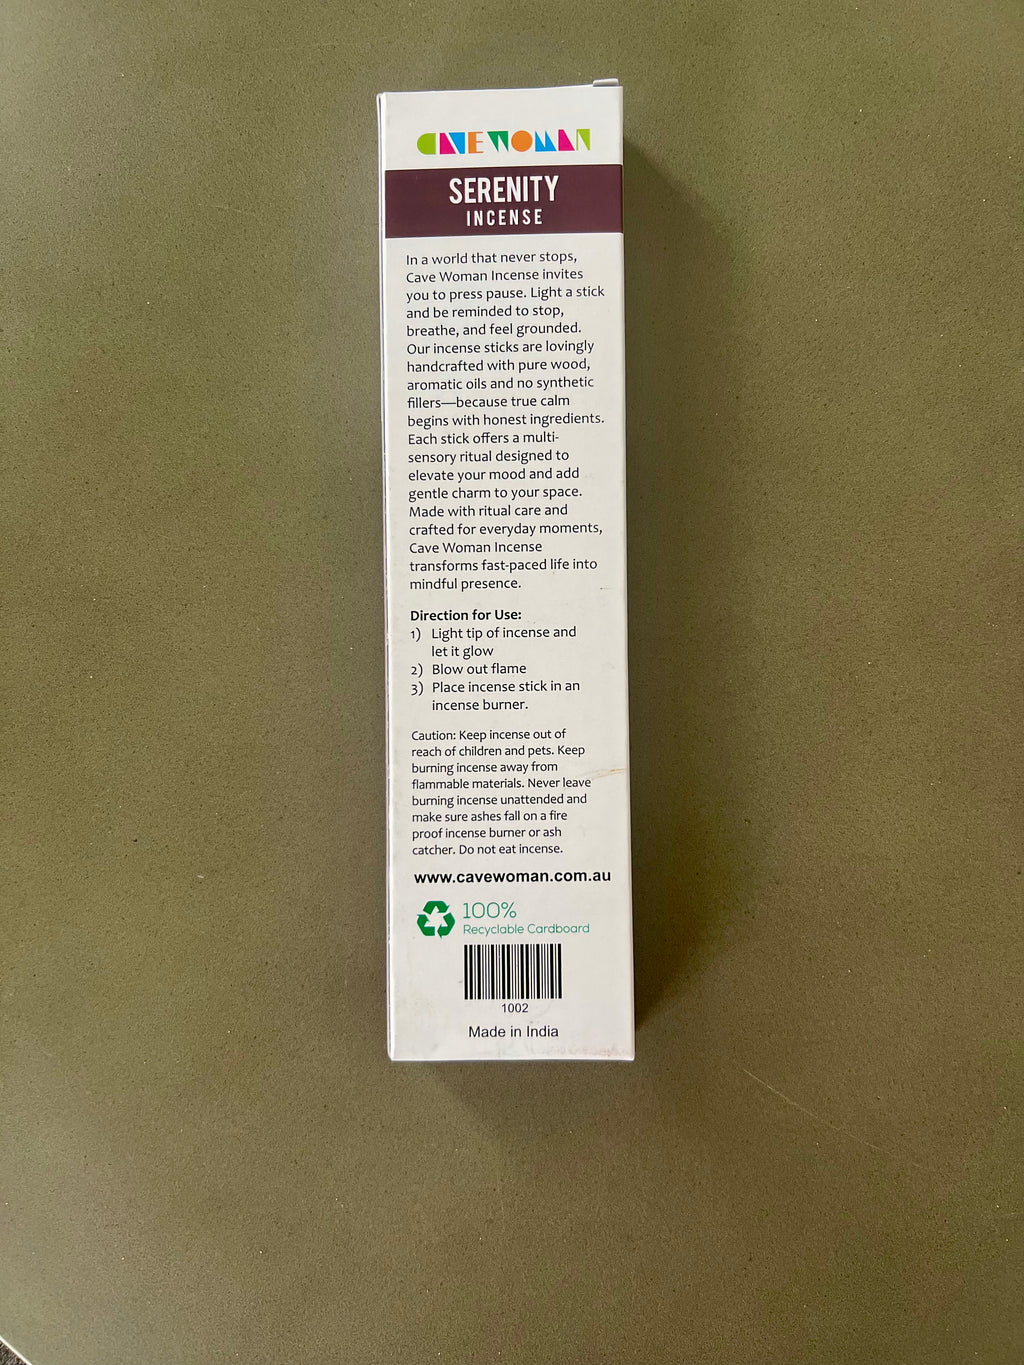 CAVE WOMAN
SERENITY
INCENSE
In a world that never stops,
Cave Woman Incense invites
you to press pause. Light a stick
and be reminded to stop,
breathe, and feel grounded.
Our incense sticks are lovingly
handcrafted with pure wood,
aromatic oils and no synthetic
fillers—because true calm
begins with honest ingredients.
Each stick offers a multi-
sensory ritual designed to
elevate your mood and add
gentle charm to your space.
Made with ritual care and
crafted for everyday moments,
Cave Woman Incense
transforms fast-paced life into
mindful presence.
Direction for Use:
1) Light tip of incense and
let it glow
2) Blow out flame
3) Place incense stick in an
incense burner.
Caution: Keep incense out of
reach of children and pets. Keep
burning incense away from
flammable materials. Never leave
burning incense unattended and
make sure ashes fall on a fire
proof incense burner or ash
catcher. Do not eat incense.
www.cavewoman.com.au
100%
Recyclable Cardboard
1002
Made in India